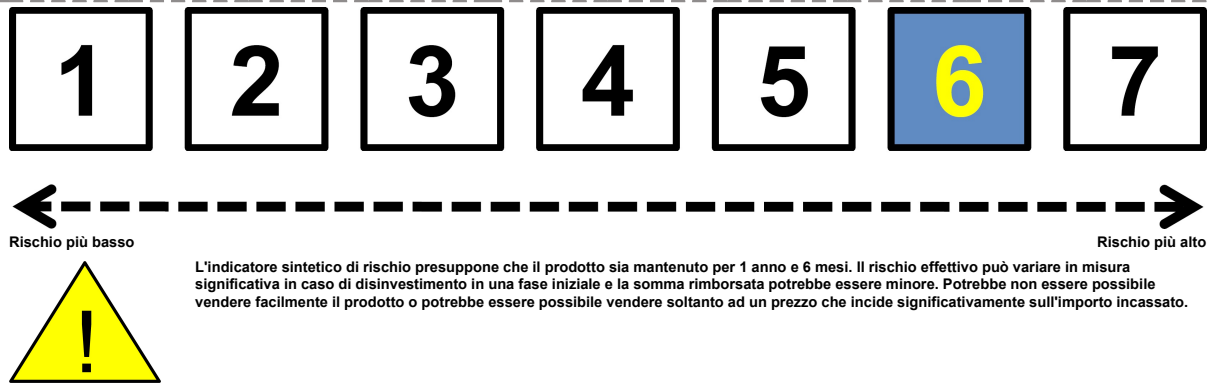 1 2 3 4 5 6 7
Rischio più basso Rischio più alto
L'indicatore sintetico di rischio presuppone che il prodotto sia mantenuto per 1 anno e 6 mesi. Il rischio effettivo può variare in misura
significativa in caso di disinvestimento in una fase iniziale e la somma rimborsata potrebbe essere minore. Potrebbe non essere possibile
vendere facilmente il prodotto o potrebbe essere possibile vendere soltanto ad un prezzo che incide significativamente sull'importo incassato.
!